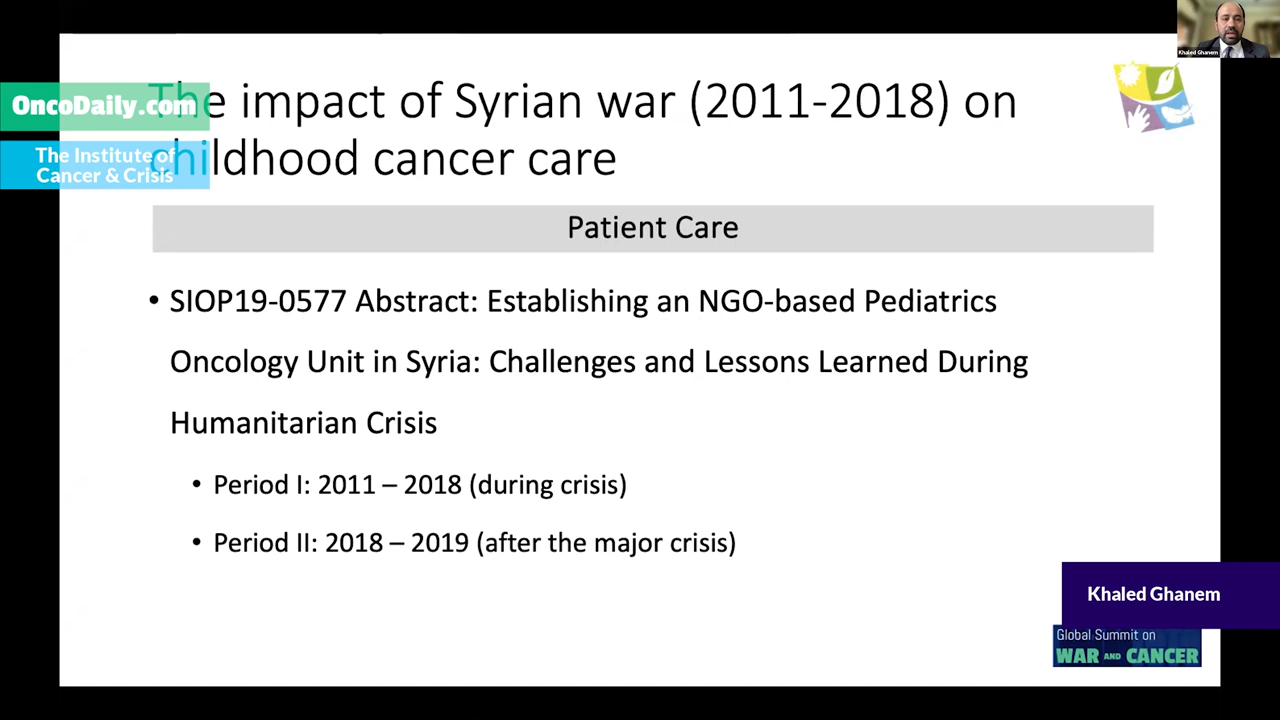 Khaled Ghanem
OncoDaily.com
The Institute of
Cancer & Crisis
The impact of Syrian war (2011-2018) on
childhood cancer care
Patient Care
• SIOP19-0577 Abstract: Establishing an NGO-based Pediatrics
Oncology Unit in Syria: Challenges and Lessons Learned During
Humanitarian Crisis
• Period I: 2011 – 2018 (during crisis)
• Period II: 2018 – 2019 (after the major crisis)
Khaled Ghanem
Global Summit on
WAR AND CANCER